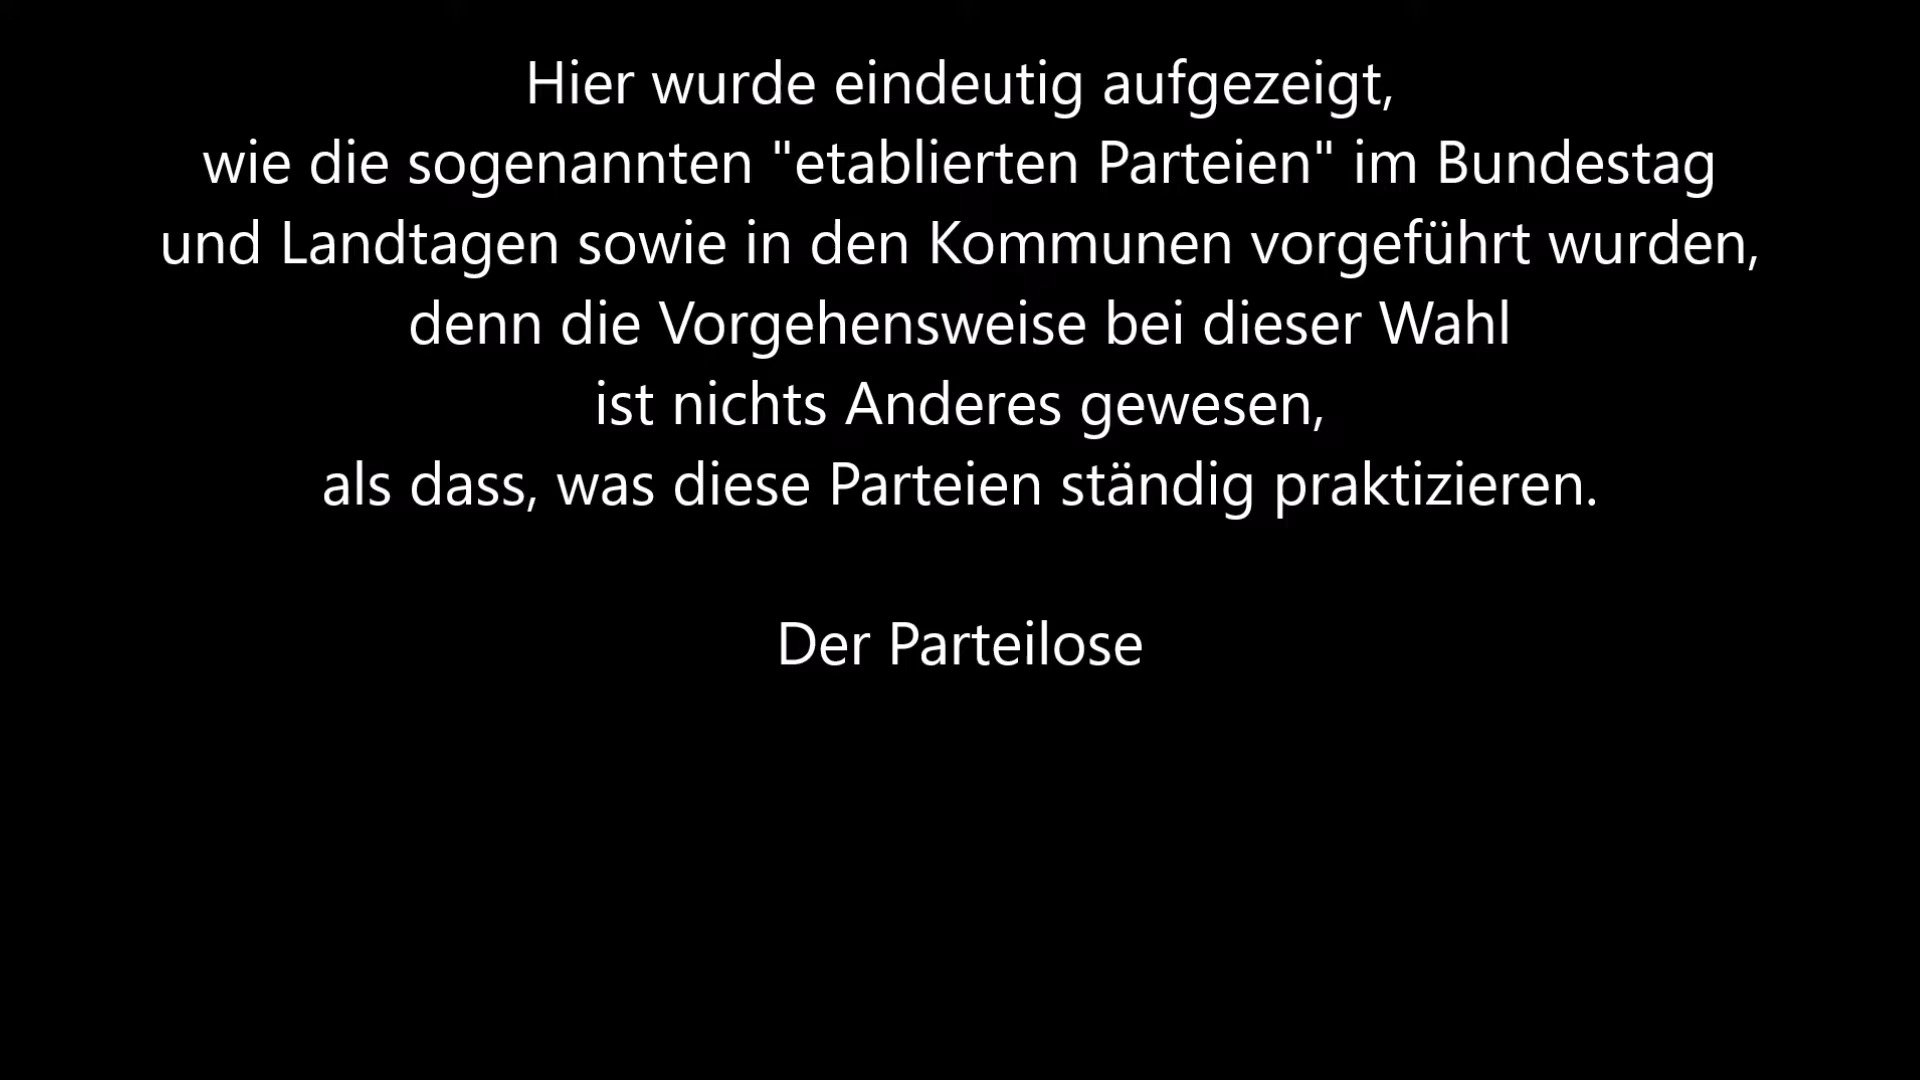 Hier wurde eindeutig aufgezeigt,
wie die sogenannten "etablierten Parteien" im Bundestag
und Landtagen sowie in den Kommunen vorgeführt wurden,
denn die Vorgehensweise bei dieser Wahl
ist nichts Anderes gewesen,
als dass, was diese Parteien ständig praktizieren.
Der Parteilose